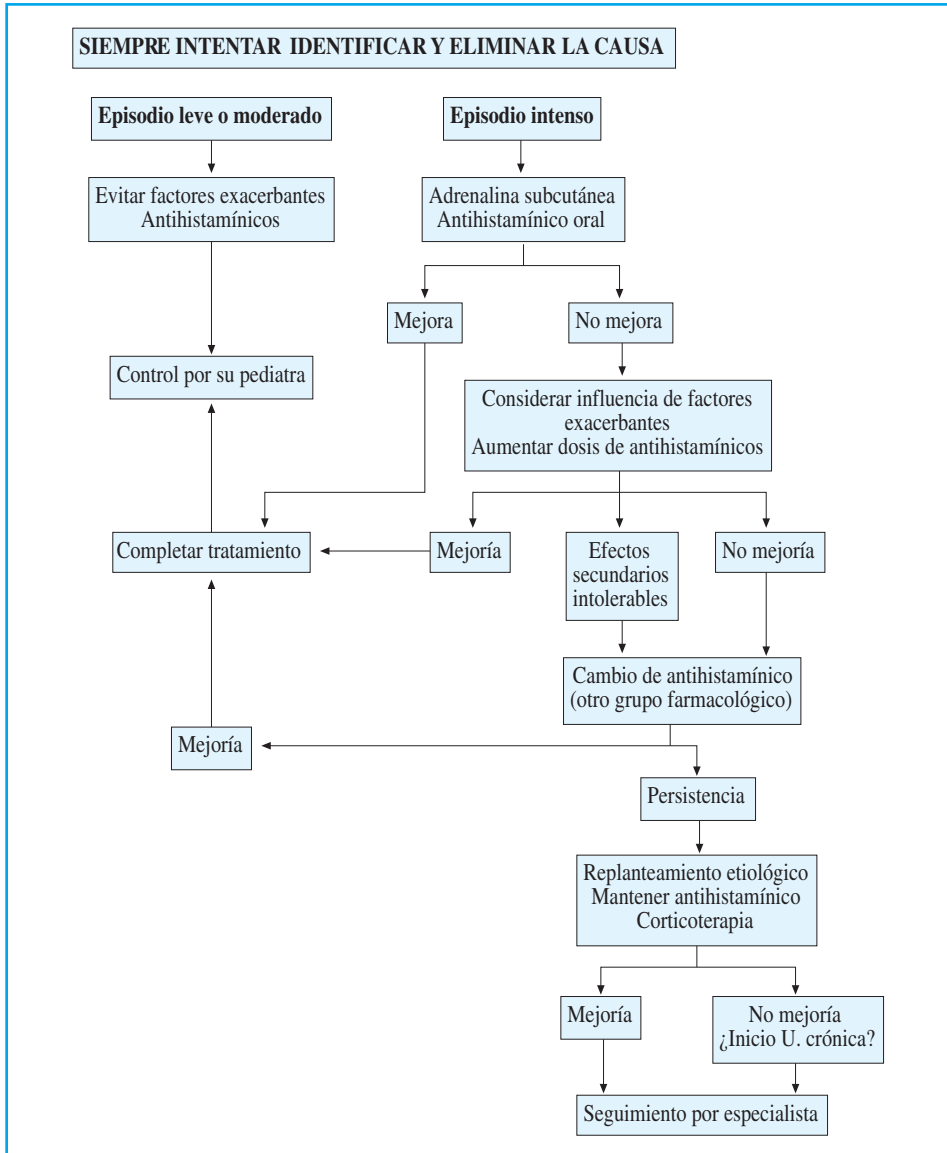 SIEMPRE INTENTAR IDENTIFICAR Y ELIMINAR LA CAUSA
Episodio leve o moderado
Episodio intenso
Evitar factores exacerbantes
Antihistamínicos
Adrenalina subcutánea
Antihistamínico oral
Mejora
No mejora
Control por su pediatra
Considerar influencia de factores
exacerbantes
Aumentar dosis de antihistamínicos
Completar tratamiento
Mejoría
Efectos
secundarios
intolerables
No mejoría
Cambio de antihistamínico
(otro grupo farmacológico)
Mejoría
Persistencia
Replanteamiento etiológico
Mantener antihistamínico
Corticoterapia
Mejoría
No mejoría
¿Inicio U. crónica?
Seguimiento por especialista